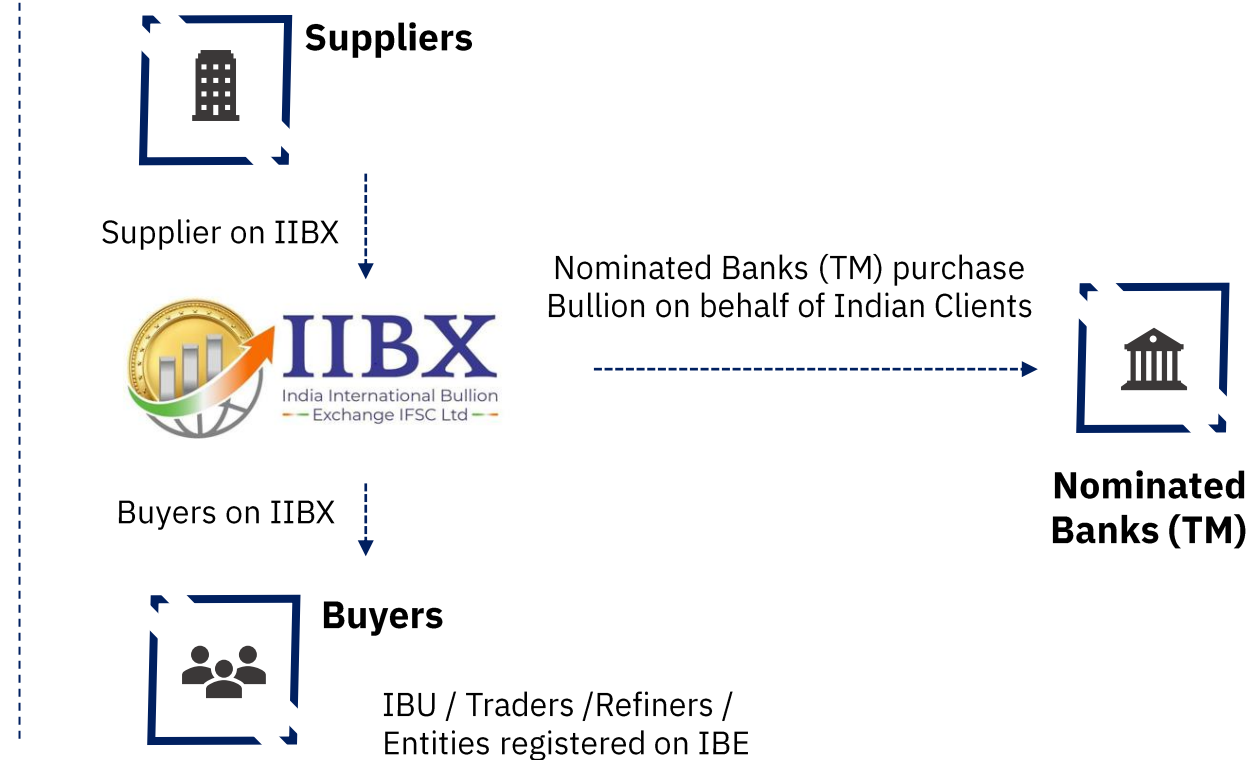 Suppliers
Supplier on IIBX
Nominated Banks (TM) purchase
Bullion on behalf of Indian Clients
IIBX
India International Bullion
Exchange IFSC Ltd
Nominated
Banks (TM)
Buyers on IIBX
Buyers
IBU / Traders /Refiners /
Entities registered on IBE